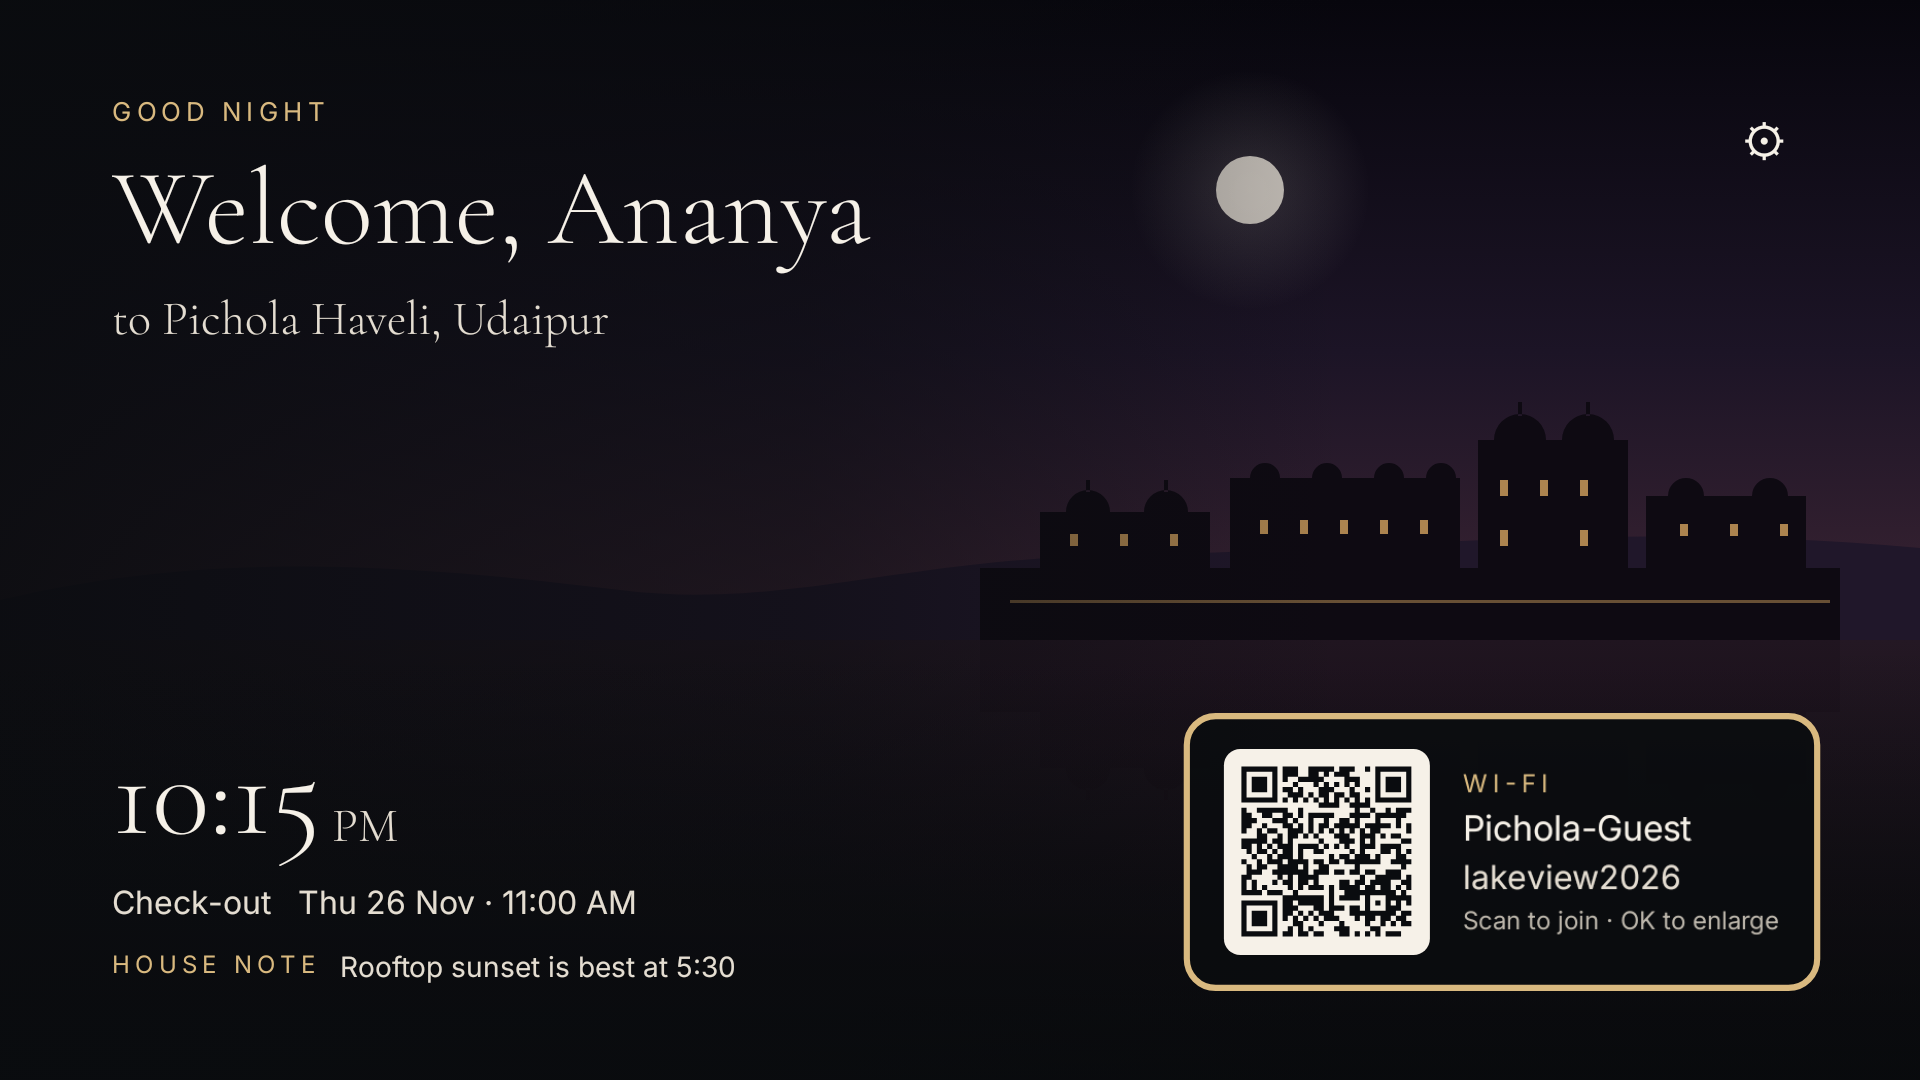 GOOD NIGHT
Welcome, Ananya
to Pichola Haveli, Udaipur
10:15 PM
Check-out Thu 26 Nov · 11:00 AM
HOUSE NOTE Rooftop sunset is best at 5:30
WI-FI
Pichola-Guest
lakeview2026
Scan to join · OK to enlarge